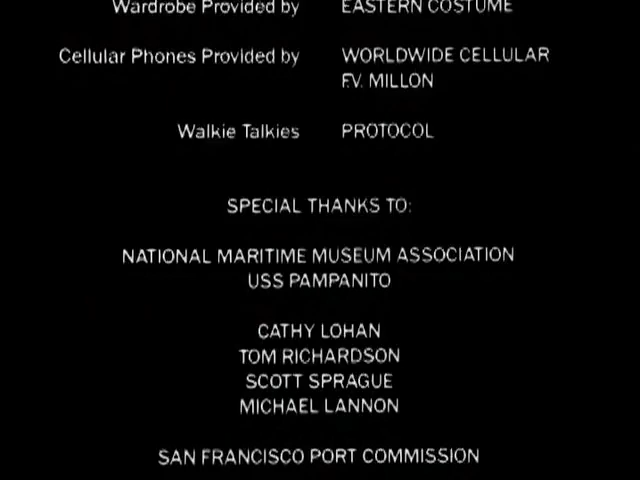 Wardrobe Provided by EASTERN COSTUME
Cellular Phones Provided by WORLDWIDE CELLULAR
F.V. MILLON
Walkie Talkies PROTOCOL
SPECIAL THANKS TO:
NATIONAL MARITIME MUSEUM ASSOCIATION
USS PAMPANITO
CATHY LOHAN
TOM RICHARDSON
SCOTT SPRAGUE
MICHAEL LANNON
SAN FRANCISCO PORT COMMISSION